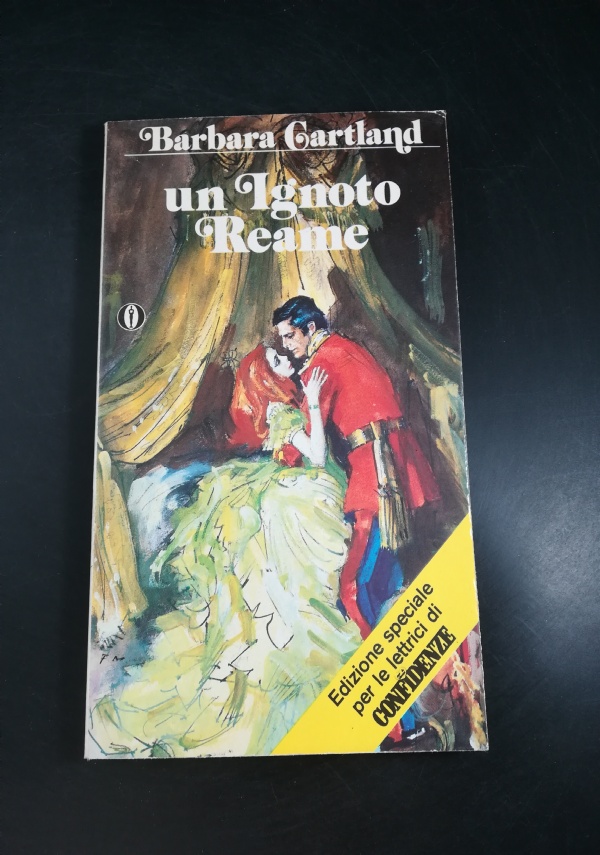 Barbara Cartland
un Ignoto
Reame
Edizione speciale
per le lettrici di
CONFIDENZE